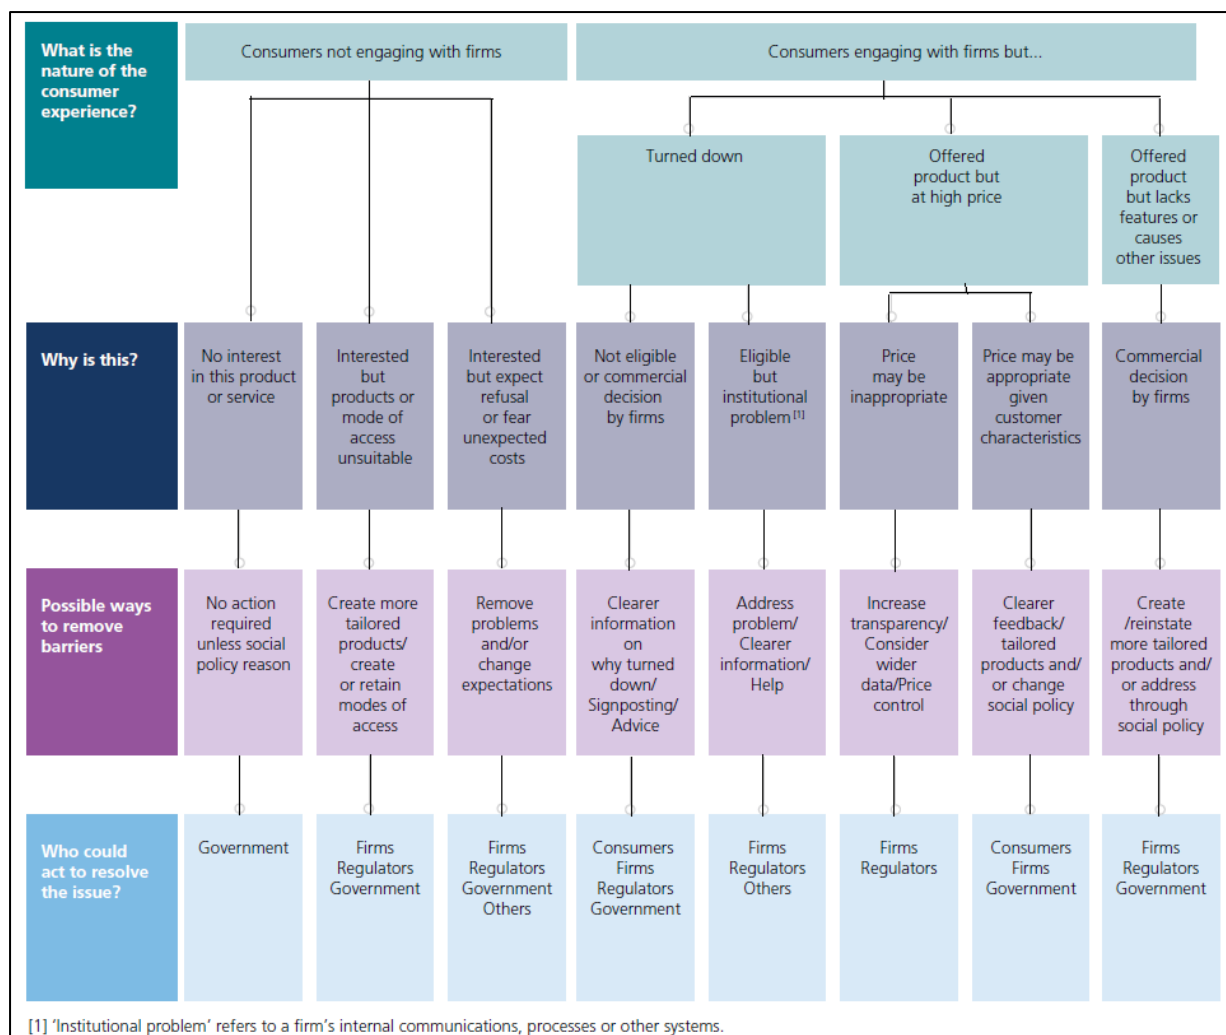 What is the
nature of the
consumer
experience?
Consumers not engaging with firms
Consumers engaging with firms but...
Turned down
Offered
product but
at high price
Offered
product
but lacks
features or
causes
other issues
Why is this?
No interest
in this product
or service
Interested
but
products or
mode of
access
unsuitable
Interested
but expect
refusal
or fear
unexpected
costs
Not eligible
or commercial
decision
by firms
Eligible
but
institutional
problem [1]
Price
may be
inappropriate
Price may be
appropriate
given
customer
characteristics
Commercial
decision
by firms
Possible ways
to remove
barriers
No action
required
unless social
policy reason
Create more
tailored
products/
create
or retain
modes of
access
Remove
problems
and/or
change
expectations
Clearer
information
on
why turned
down/
Signposting/
Advice
Address
problem/
Clearer
information/
Help
Increase
transparency/
Consider
wider
data/Price
control
Clearer
feedback/
tailored
products and/
or change
social policy
Create
/reinstate
more tailored
products and/
or address
through
social policy
Who could
act to resolve
the issue?
Government
Firms
Regulators
Government
Firms
Regulators
Government
Others
Consumers
Firms
Regulators
Government
Firms
Regulators
Others
Firms
Regulators
Consumers
Firms
Government
Firms
Regulators
Government
[1] 'Institutional problem' refers to a firm's internal communications, processes or other systems.